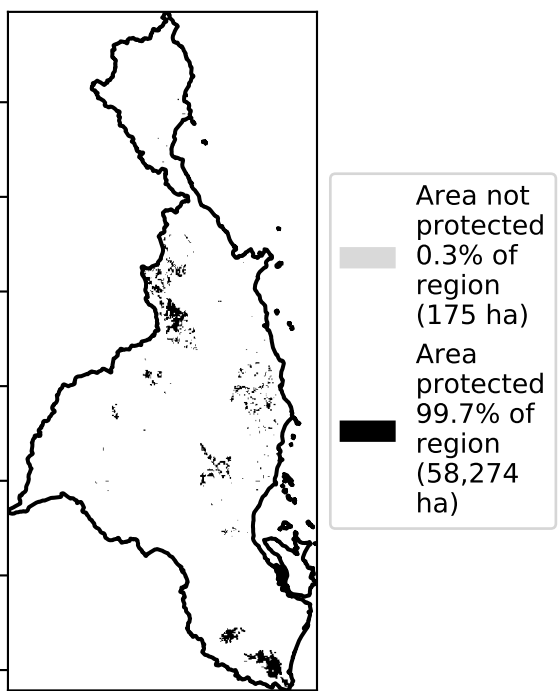 Area not
protected
0.3% of
region
(175 ha)
Area
protected
99.7% of
region
(58,274
ha)